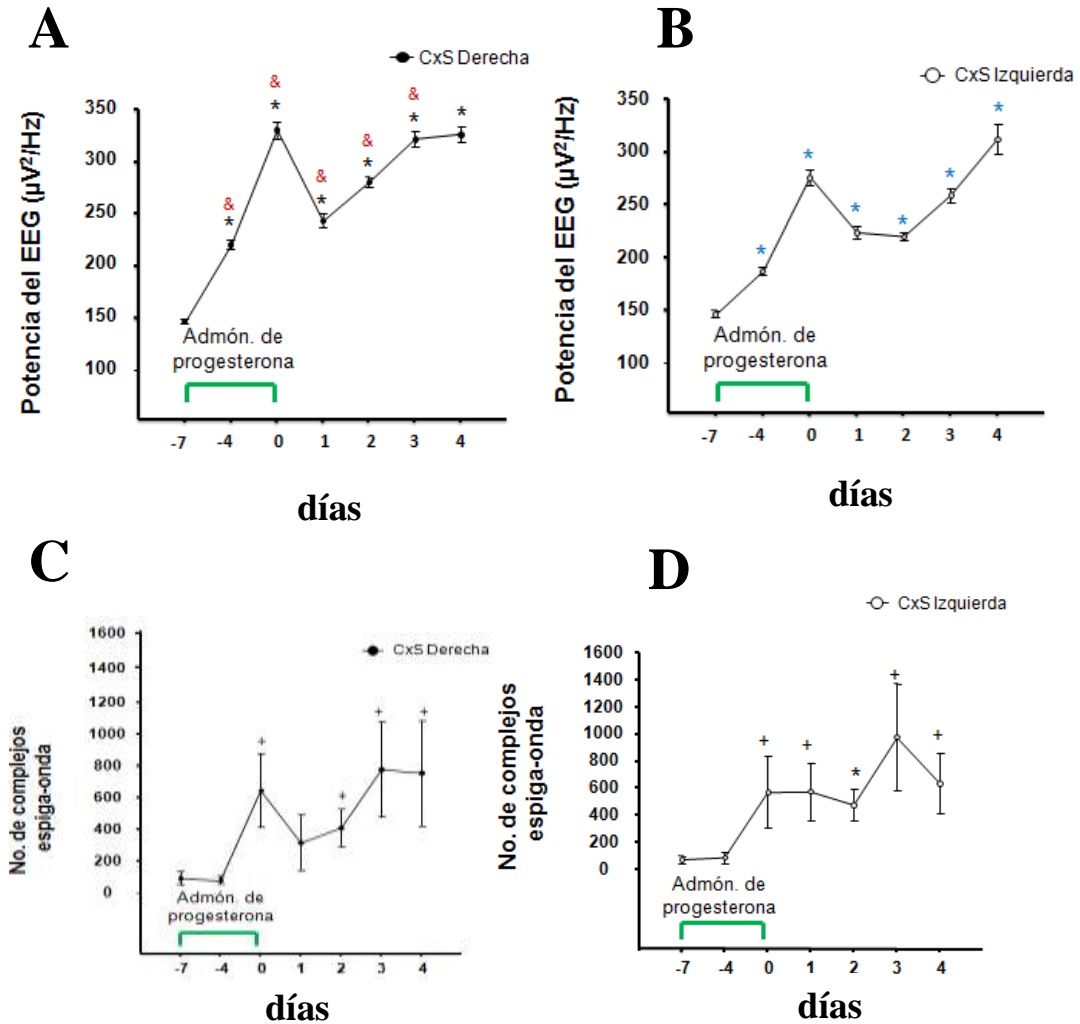 A
CxS Derecha
Potencia del EEG (µV²/Hz)
350
300
250
200
150
100
& & & & &
* * * * * *
Admón. de
progesterona
-7 -4 0 1 2 3 4
días
B
CxS Izquierda
Potencia del EEG (µV²/Hz)
350
300
250
200
150
100
* * * * * *
Admón. de
progesterona
-7 -4 0 1 2 3 4
días
C
CxS Derecha
No. de complejos
espiga-onda
1600
1400
1200
1000
800
600
400
200
0
+ + + +
Admón. de
progesterona
-7 -4 0 1 2 3 4
días
D
CxS Izquierda
No. de complejos
espiga-onda
1600
1400
1200
1000
800
600
400
200
0
+ + * + +
Admón. de
progesterona
-7 -4 0 1 2 3 4
días